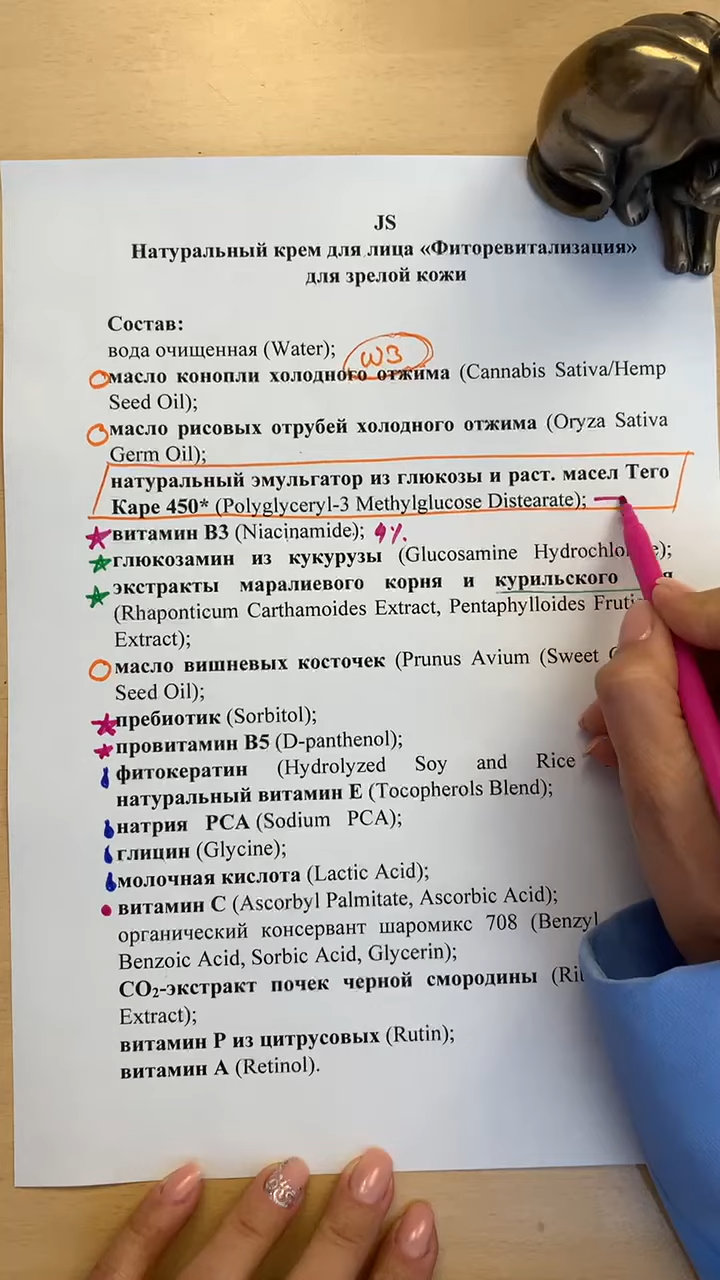 JS
Натуральный крем для лица «Фиторевитализация»
для зрелой кожи
Состав:
вода очищенная (Water);
W3
масло конопли холодного отжима (Cannabis Sativa/Hemp
Seed Oil);
масло рисовых отрубей холодного отжима (Oryza Sativa
Germ Oil);
натуральный эмульгатор из глюкозы и раст. масел Тего
Каре 450* (Polyglyceryl-3 Methylglucose Distearate);
витамин В3 (Niacinamide); 4%.
глюкозамин из кукурузы (Glucosamine
экстракты маралиевого корня и курильского
(Rhaponticum Carthamoides Extract, Pentaphylloides
Extract);
масло вишневых косточек (Prunus Avium (Sweet
Seed Oil);
пребиотик (Sorbitol);
провитамин В5 (D-panthenol);
фитокератин (Hydrolyzed Soy and Rice
натуральный витамин Е (Tocopherols Blend);
натрия PCA (Sodium PCA);
глицин (Glycine);
молочная кислота (Lactic Acid);
витамин С (Ascorbyl Palmitate, Ascorbic Acid);
органический консервант шаромикс 708 (Benzyl
Benzoic Acid, Sorbic Acid, Glycerin);
СО₂-экстракт почек черной смородины
Extract);
витамин Р из цитрусовых (Rutin);
витамин А (Retinol).